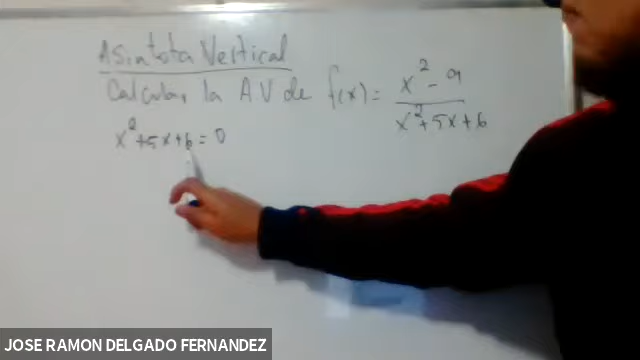 Asintota Vertical
Calcular la A.V de f(x) = x² - 9 / x² + 5x + 6
x² + 5x + 6 = 0
JOSE RAMON DELGADO FERNANDEZ